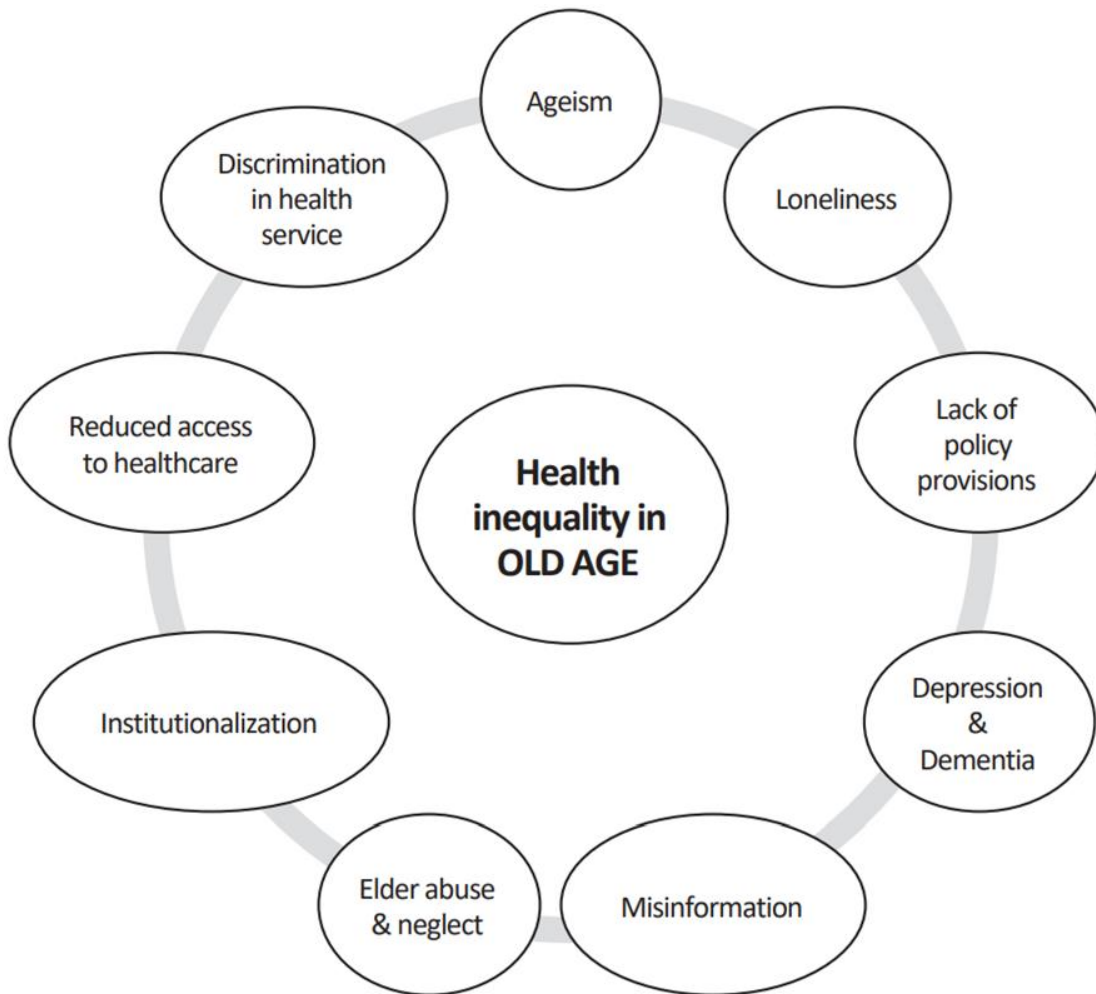 Ageism
Loneliness
Lack of
policy
provisions
Depression
&
Dementia
Misinformation
Elder abuse
& neglect
Institutionalization
Reduced access
to healthcare
Discrimination
in health
service
Health
inequality in
OLD AGE